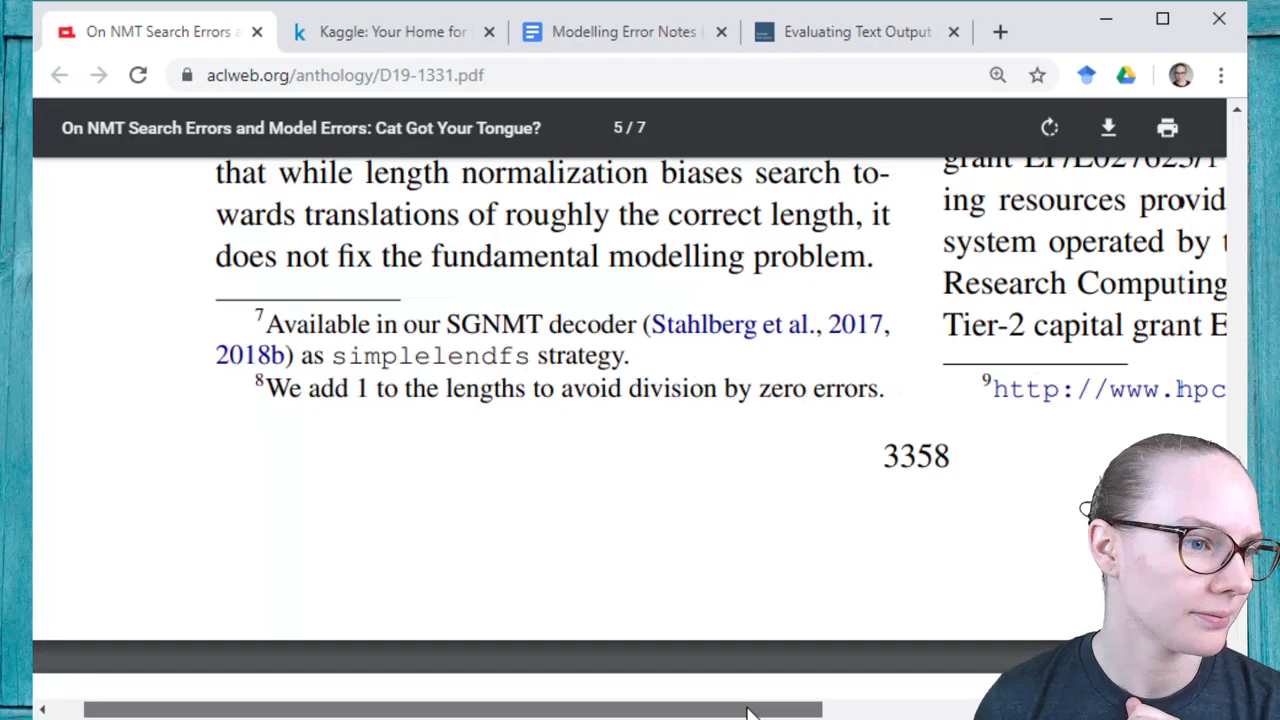 On NMT Search Errors a
Kaggle: Your Home for
Modelling Error Notes (
Evaluating Text Output
aclweb.org/anthology/D19-1331.pdf
On NMT Search Errors and Model Errors: Cat Got Your Tongue?
5 / 7
that while length normalization biases search to-
wards translations of roughly the correct length, it
does not fix the fundamental modelling problem.
7Available in our SGNMT decoder (Stahlberg et al., 2017,
2018b) as simplelendfs strategy.
8We add 1 to the lengths to avoid division by zero errors.
grant
ing resources provid
system operated by t
Research Computing
Tier-2 capital grant E
9http://www.hpc
3358